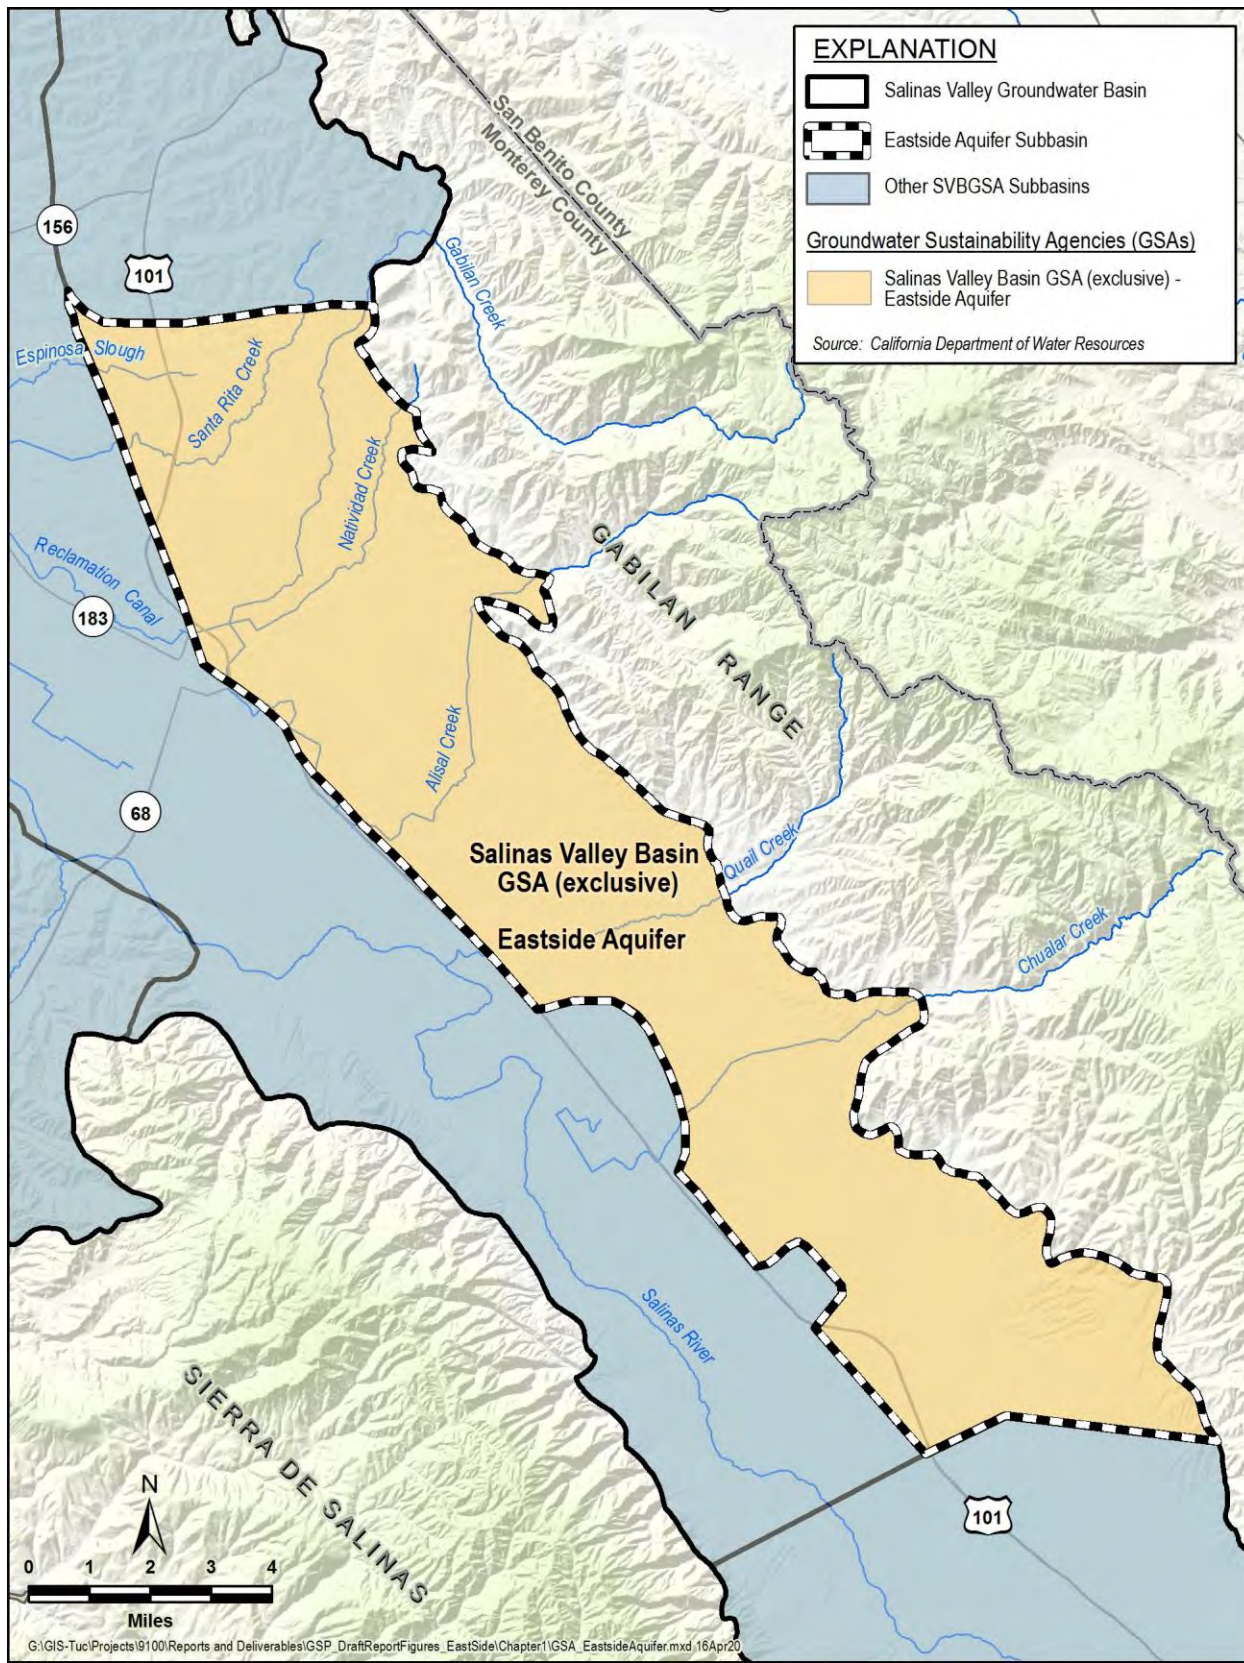 EXPLANATION
Salinas Valley Groundwater Basin
Eastside Aquifer Subbasin
Other SVBGSA Subbasins
Groundwater Sustainability Agencies (GSAs)
Salinas Valley Basin GSA (exclusive) -
Eastside Aquifer
Source: California Department of Water Resources
San Benito County
Monterey County
156
101
Gabilan Creek
Espinosa Slough
Santa Rita Creek
Natividad Creek
Reclamation Canal
183
GABILAN RANGE
Alisal Creek
68
Quail Creek
Salinas Valley Basin
GSA (exclusive)
Eastside Aquifer
Chualar Creek
Salinas River
SIERRA DE SALINAS
101
N
0 1 2 3 4
Miles
G:\GIS-Tuc\Projects\9100\Reports and Deliverables\GSP_DraftReportFigures_EastSide\Chapter1\GSA_EastsideAquifer.mxd 16Apr20